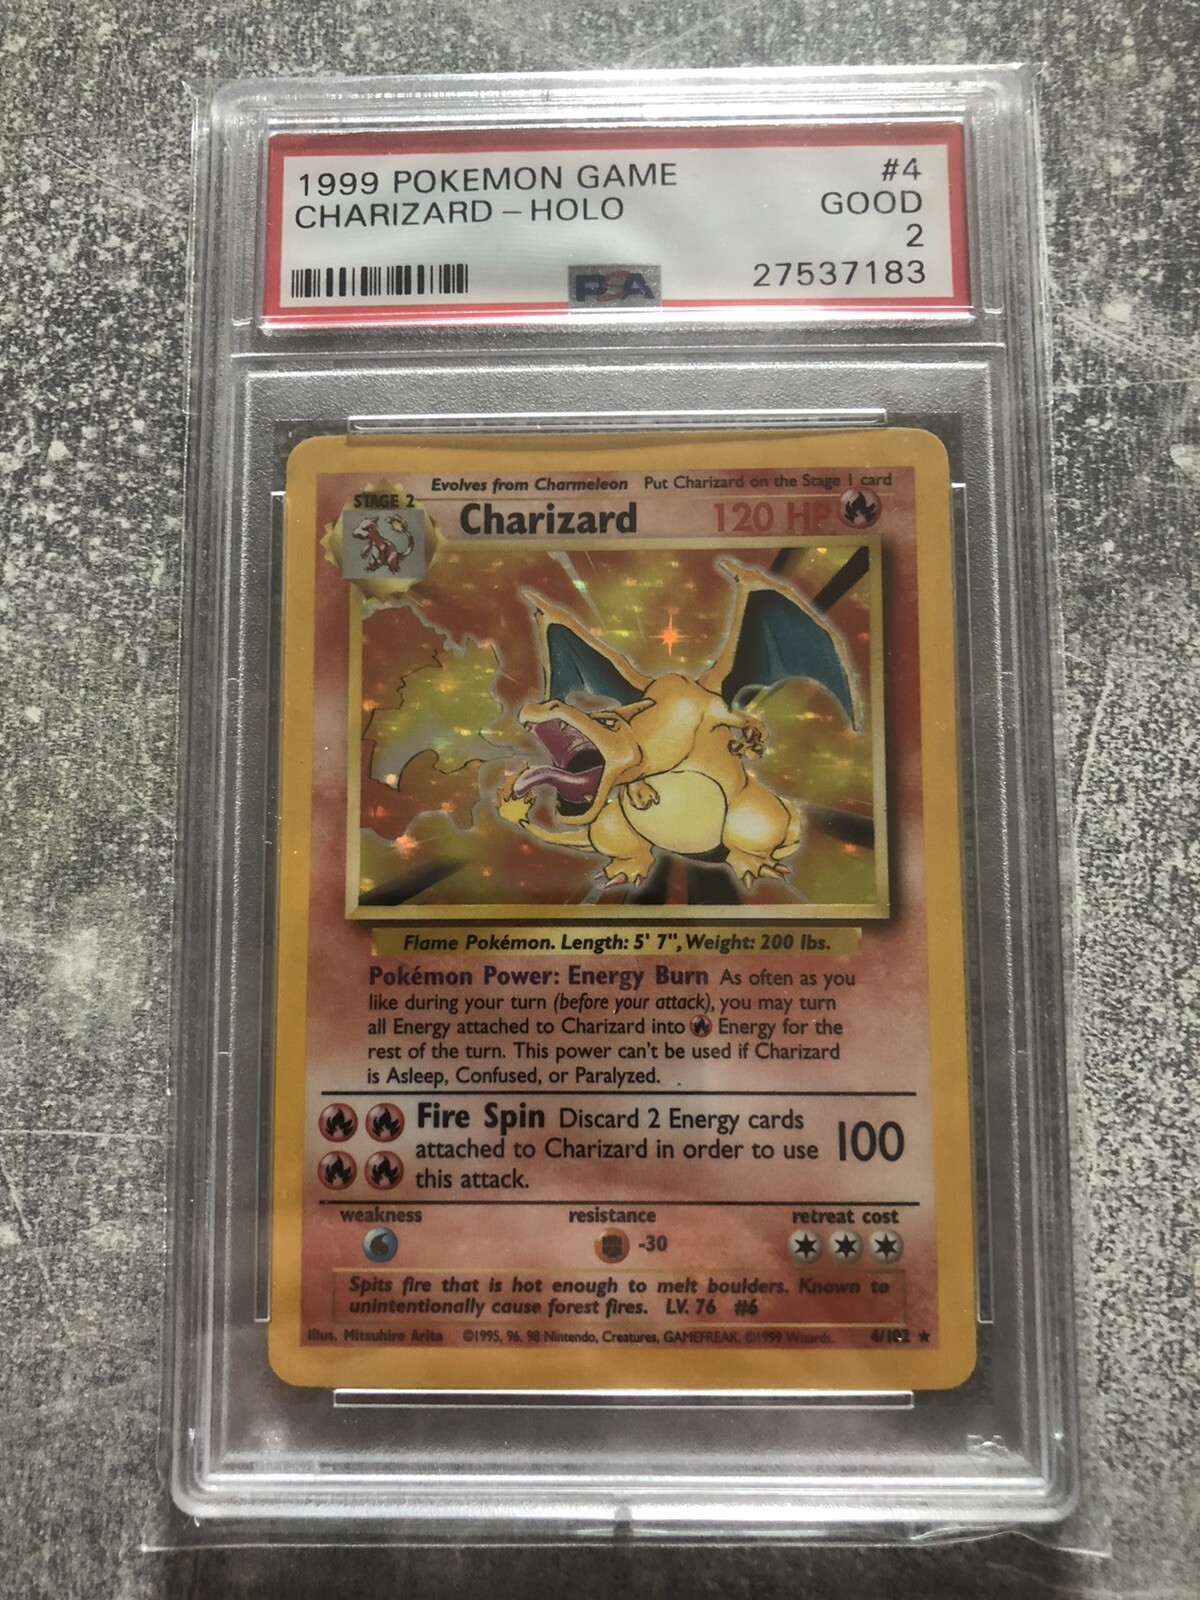 1999 POKEMON GAME #4
CHARIZARD – HOLO GOOD
2
PSA 27537183
Evolves from Charmeleon Put Charizard on the Stage 1 card
STAGE 2
Charizard 120 HP
Flame Pokémon. Length: 5' 7", Weight: 200 lbs.
Pokémon Power: Energy Burn As often as you
like during your turn (before your attack), you may turn
all Energy attached to Charizard into Energy for the
rest of the turn. This power can't be used if Charizard
is Asleep, Confused, or Paralyzed.
Fire Spin Discard 2 Energy cards
attached to Charizard in order to use 100
this attack.
weakness resistance retreat cost
-30
Spits fire that is hot enough to melt boulders. Known to
unintentionally cause forest fires. LV. 76 #6
Illus. Mitsuhiro Arita ©1995, 96, 98 Nintendo, Creatures, GAMEFREAK. ©1999 Wizards. 4/102 ★